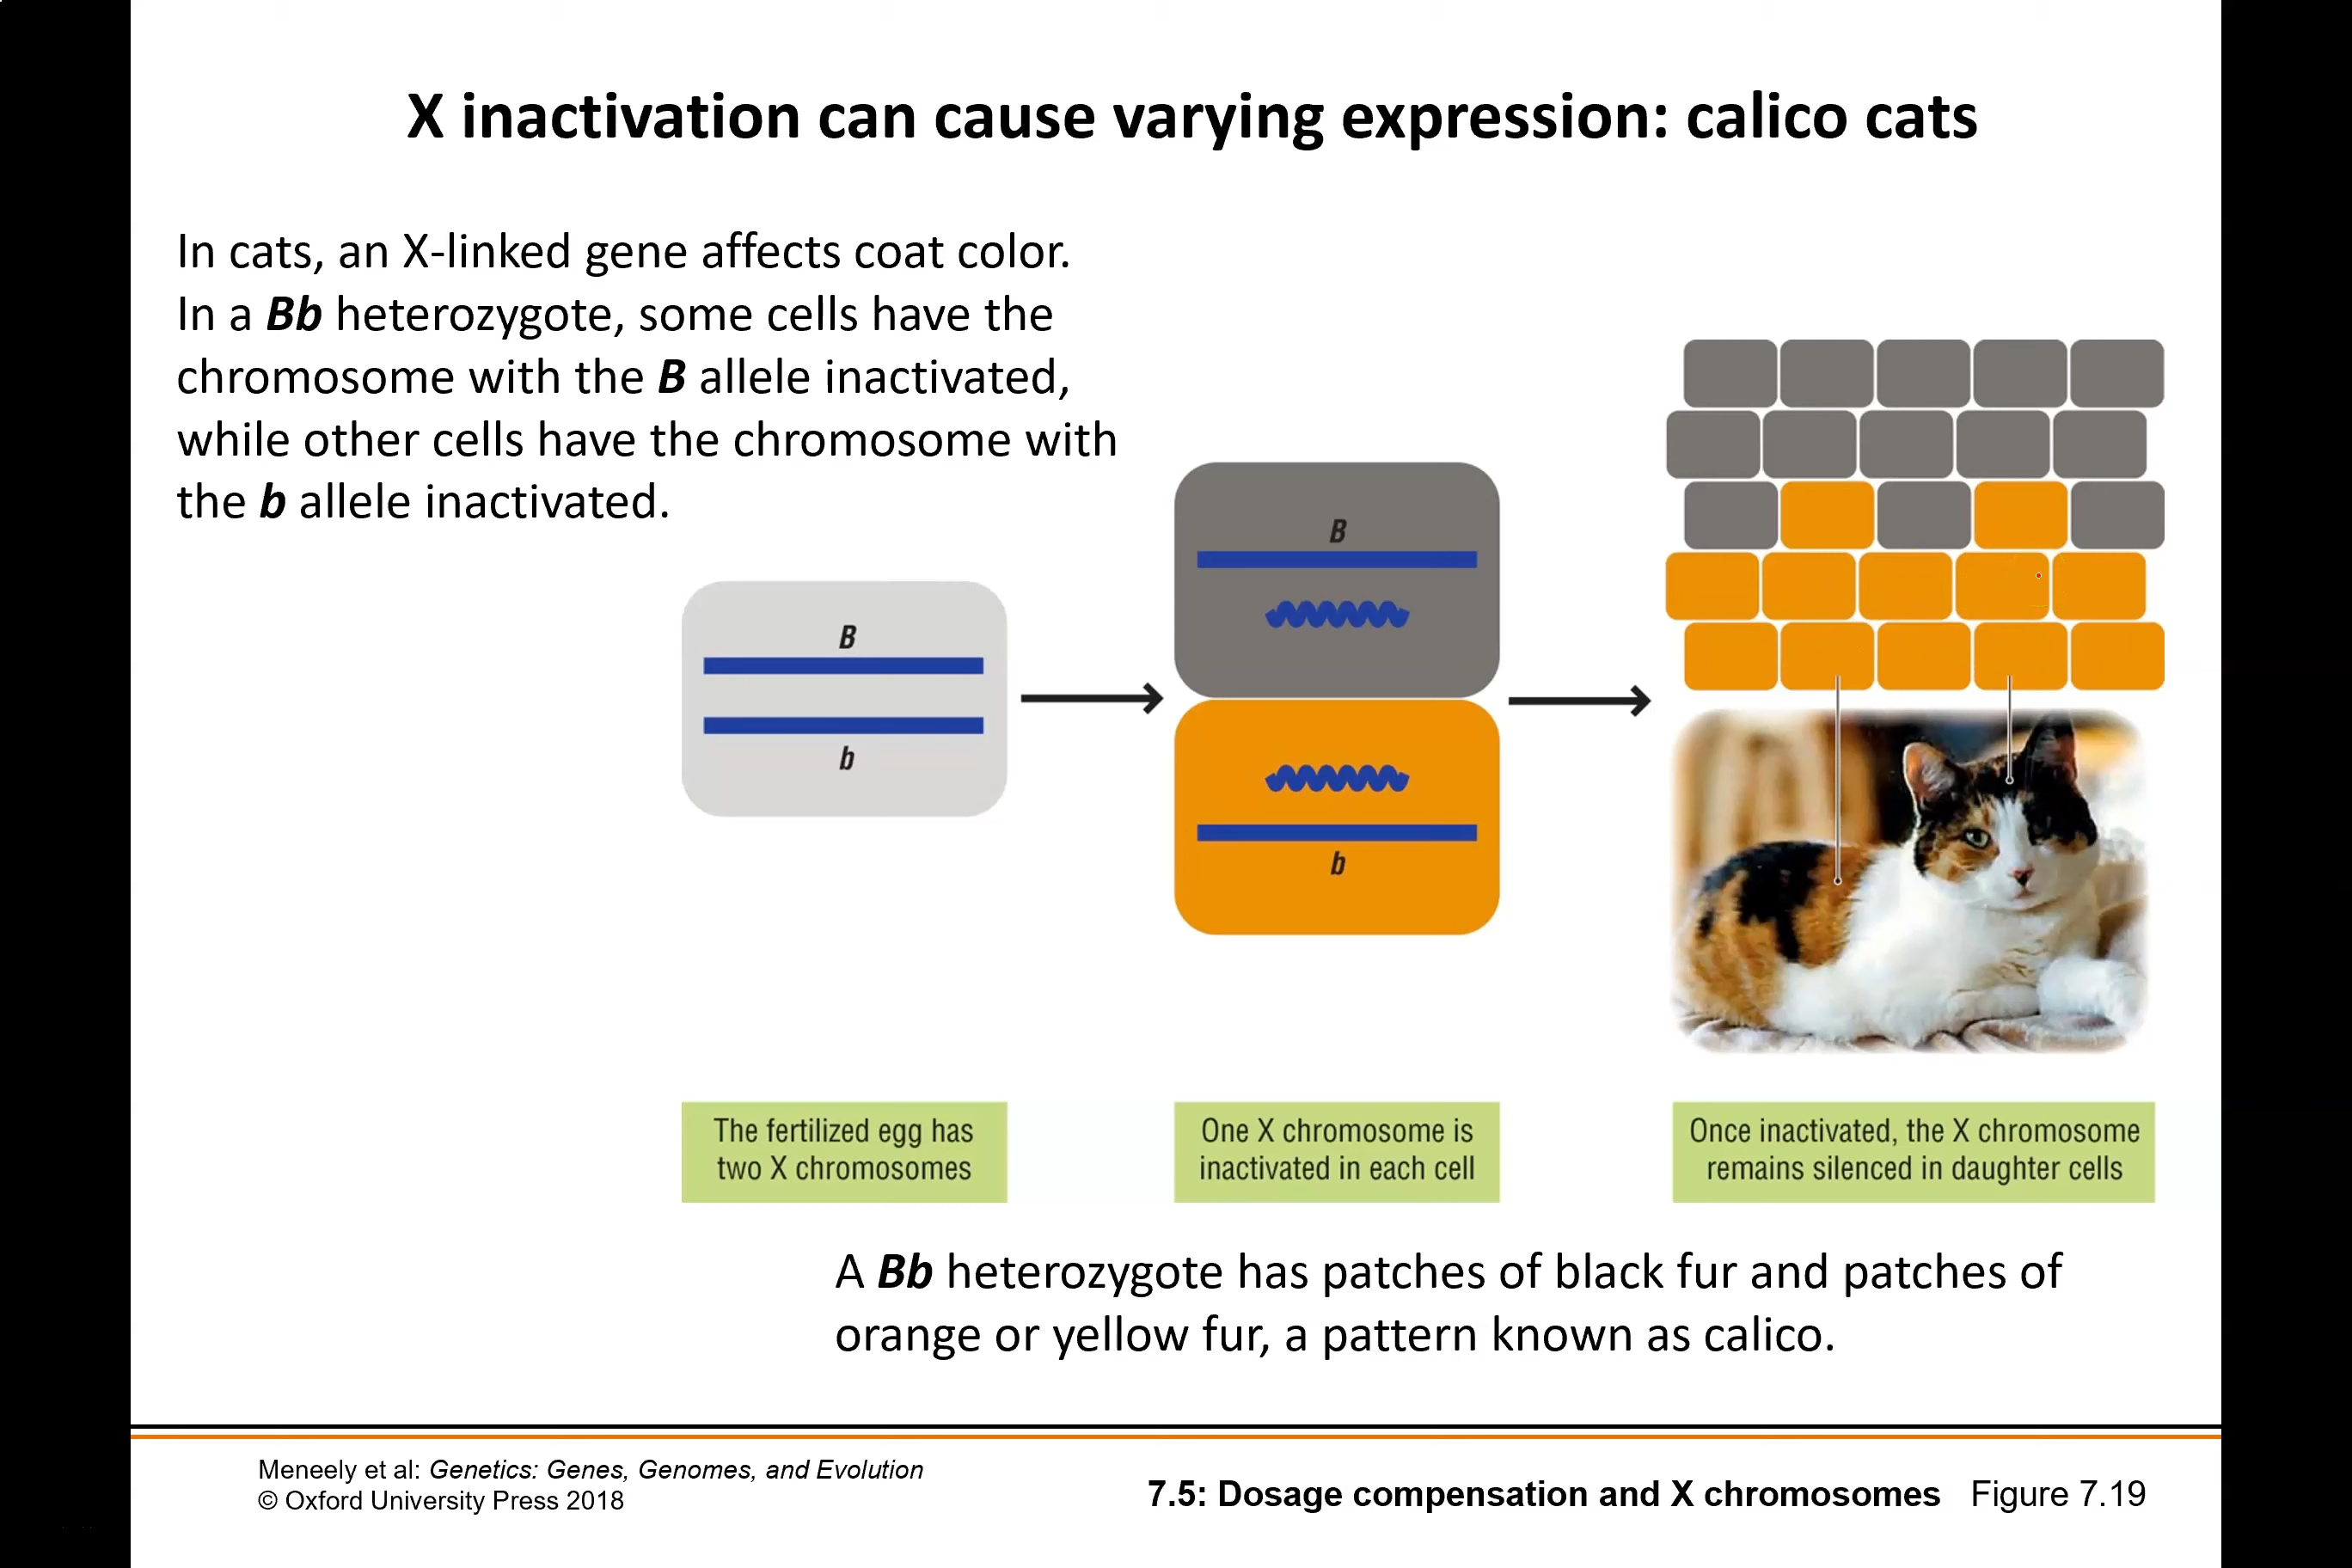 X inactivation can cause varying expression: calico cats
In cats, an X-linked gene affects coat color.
In a Bb heterozygote, some cells have the
chromosome with the B allele inactivated,
while other cells have the chromosome with
the b allele inactivated.
B
b
B
b
The fertilized egg has
two X chromosomes
One X chromosome is
inactivated in each cell
Once inactivated, the X chromosome
remains silenced in daughter cells
A Bb heterozygote has patches of black fur and patches of
orange or yellow fur, a pattern known as calico.
Meneely et al: Genetics: Genes, Genomes, and Evolution
© Oxford University Press 2018
7.5: Dosage compensation and X chromosomes Figure 7.19